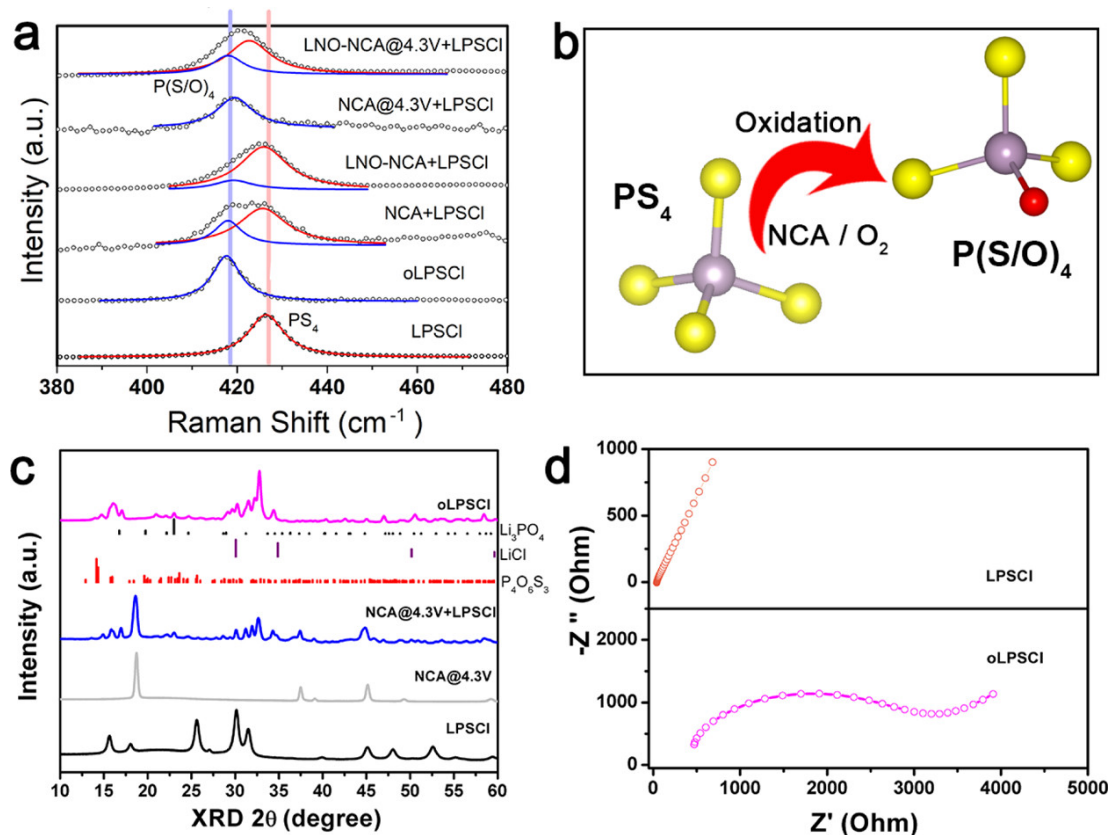 a
LNO-NCA@4.3V+LPSCl
P(S/O)₄
NCA@4.3V+LPSCl
LNO-NCA+LPSCl
NCA+LPSCl
oLPSCl
PS₄
LPSCl
Intensity (a.u.)
380 400 420 440 460 480
Raman Shift (cm⁻¹)
b
Oxidation
PS₄
NCA / O₂
P(S/O)₄
c
oLPSCl
Li₃PO₄
LiCl
P₄O₆S₃
NCA@4.3V+LPSCl
NCA@4.3V
LPSCl
Intensity (a.u.)
10 15 20 25 30 35 40 45 50 55 60
XRD 2θ (degree)
d
1000
500
0
LPSCl
2000
1000
0
oLPSCl
-Z'' (Ohm)
0 1000 2000 3000 4000 5000
Z' (Ohm)